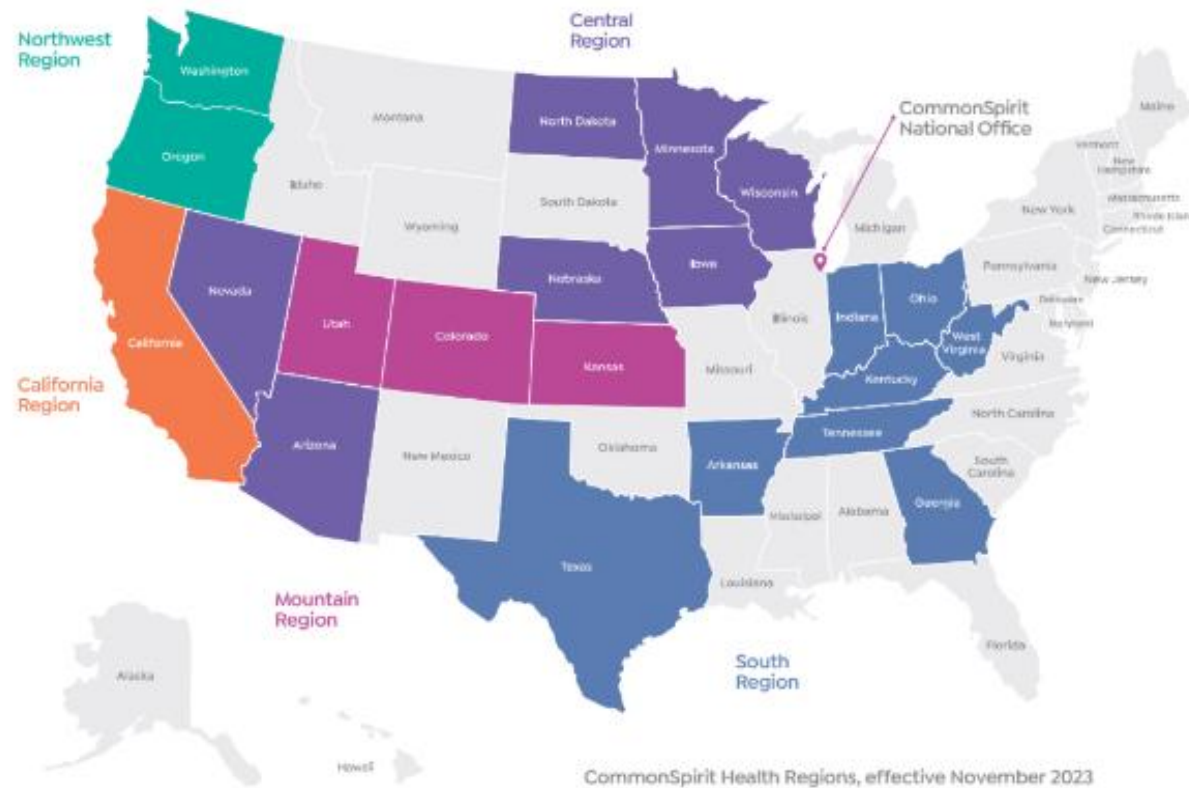 Northwest
Region
Central
Region
CommonSpirit
National Office
Washington
Oregon
Idaho
Montana
Wyoming
North Dakota
South Dakota
Minnesota
Wisconsin
Michigan
Nebraska
Iowa
Maine
Vermont
New
Hampshire
Massachusetts
Rhode Island
Connecticut
New York
Pennsylvania
New Jersey
Delaware
Maryland
California
Region
California
Nevada
Utah
Colorado
Kansas
Missouri
Illinois
Indiana
Ohio
West
Virginia
Virginia
Kentucky
North Carolina
Tennessee
South
Carolina
Arizona
New Mexico
Oklahoma
Arkansas
Mississippi
Alabama
Georgia
Texas
Louisiana
Florida
Mountain
Region
South
Region
Alaska
Hawaii
CommonSpirit Health Regions, effective November 2023